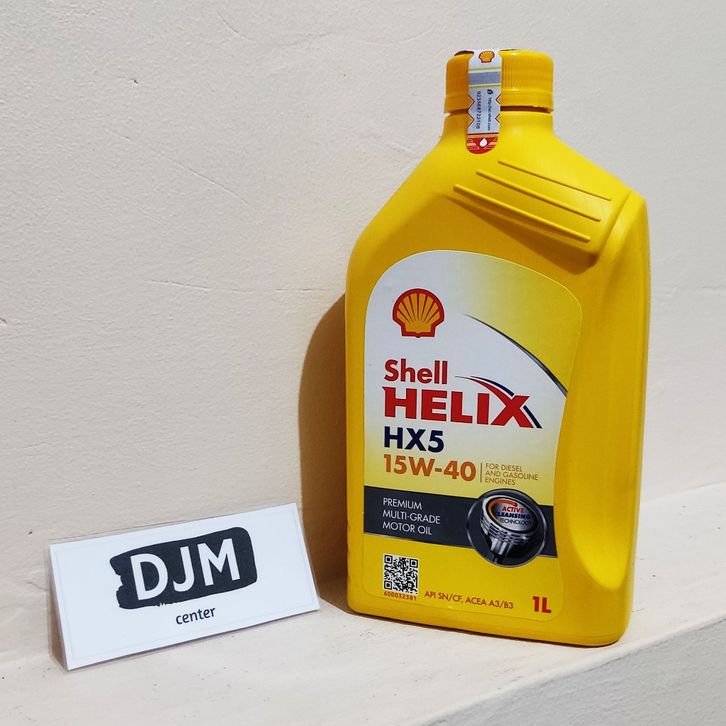 Shell
HELIX
HX5
15W-40
FOR DIESEL
AND GASOLINE
ENGINES
PREMIUM
MULTI-GRADE
MOTOR OIL
ACTIVE
CLEANSING
TECHNOLOGY
600032381
API SN/CF, ACEA A3/B3
1L
DJM
center